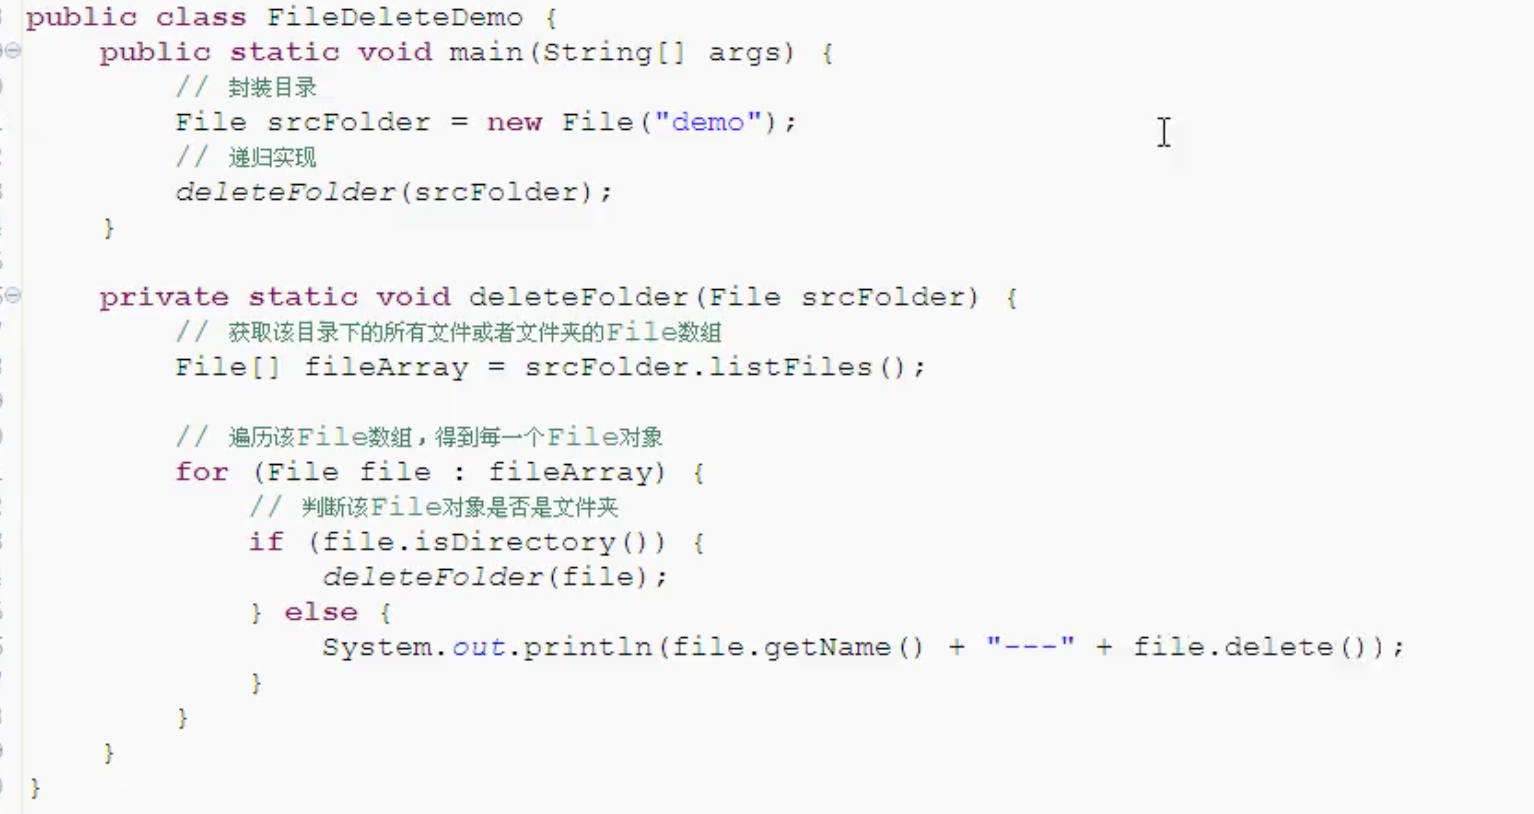 public class FileDeleteDemo {
public static void main(String[] args) {
// 封装目录
File srcFolder = new File("demo");
// 递归实现
deleteFolder(srcFolder);
}
private static void deleteFolder(File srcFolder) {
// 获取该目录下的所有文件或者文件夹的File数组
File[] fileArray = srcFolder.listFiles();
// 遍历该File数组，得到每一个File对象
for (File file : fileArray) {
// 判断该File对象是否是文件夹
if (file.isDirectory()) {
deleteFolder(file);
} else {
System.out.println(file.getName() + "---" + file.delete());
}
}
}
}